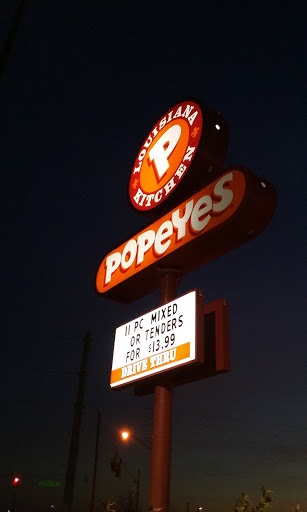 LOUISIANA
P
KITCHEN
POPEYES
11 PC MIXED
OR TENDERS
FOR $13.99
DRIVE THRU